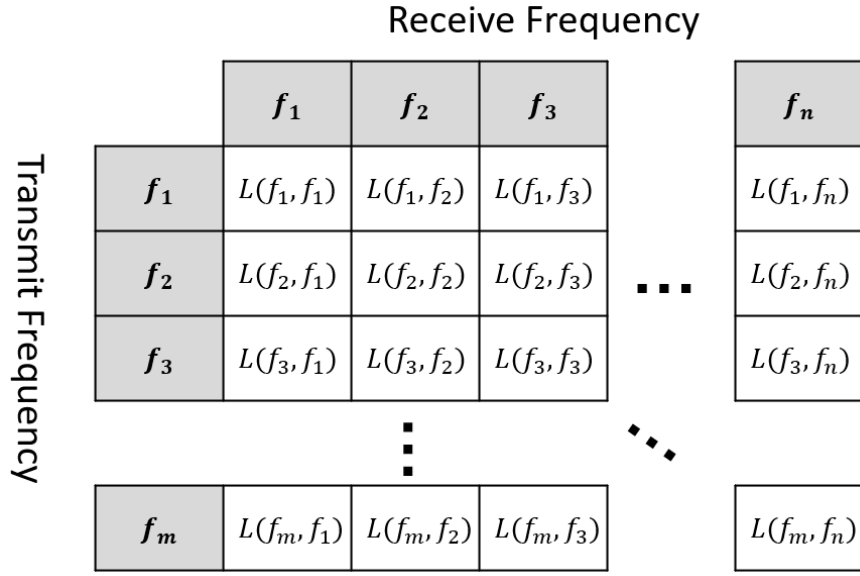 Receive Frequency
Transmit Frequency
f₁ f₂ f₃ fₙ
f₁ L(f₁, f₁) L(f₁, f₂) L(f₁, f₃) L(f₁, fₙ)
f₂ L(f₂, f₁) L(f₂, f₂) L(f₂, f₃) ... L(f₂, fₙ)
f₃ L(f₃, f₁) L(f₃, f₂) L(f₃, f₃) L(f₃, fₙ)
fₘ L(fₘ, f₁) L(fₘ, f₂) L(fₘ, f₃) L(fₘ, fₙ)